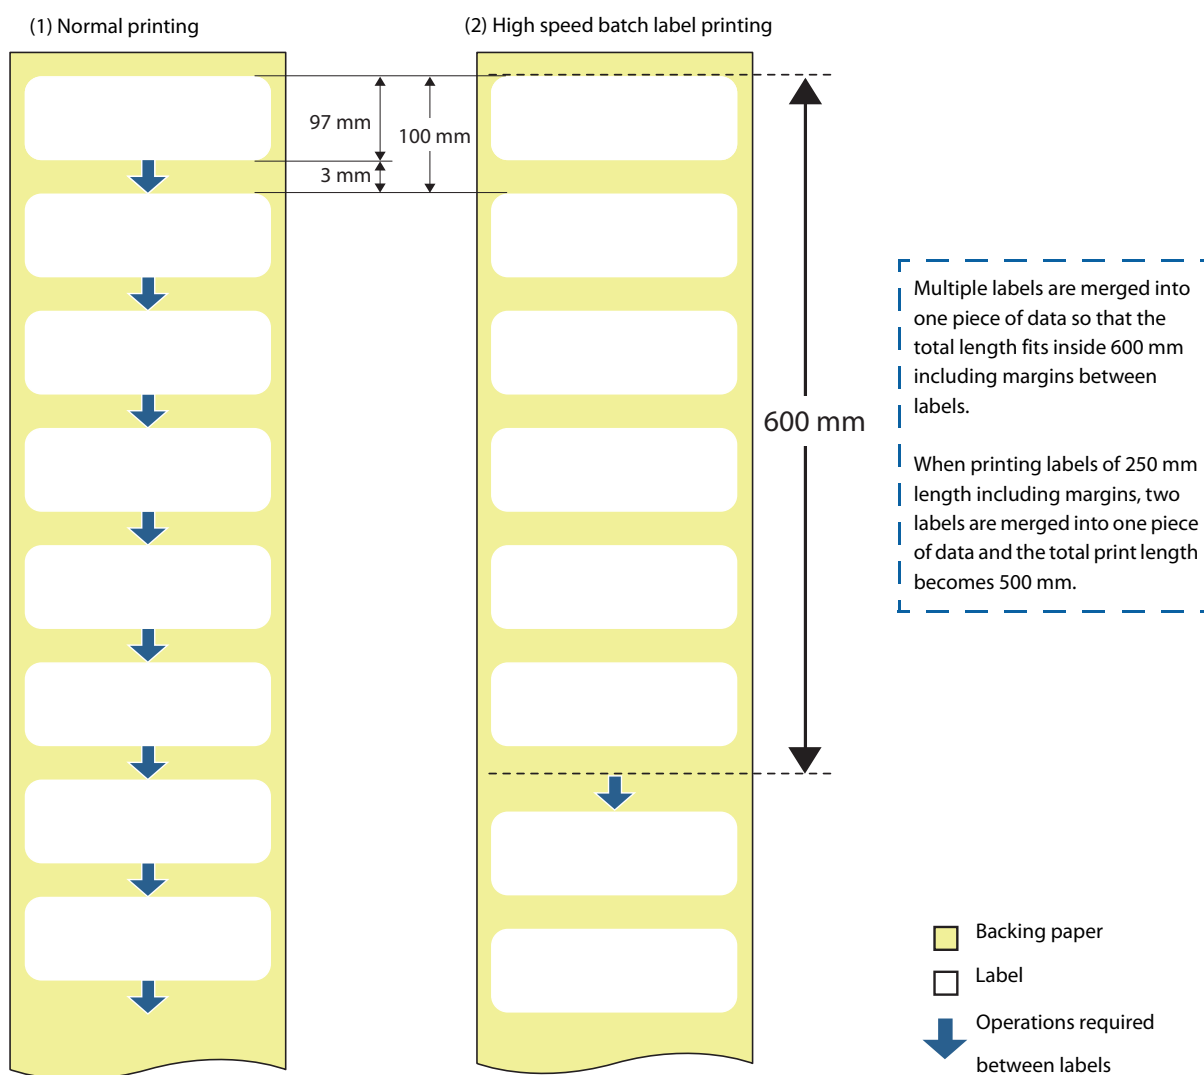 (1) Normal printing
(2) High speed batch label printing
97 mm
100 mm
3 mm
600 mm
Multiple labels are merged into
one piece of data so that the
total length fits inside 600 mm
including margins between
labels.
When printing labels of 250 mm
length including margins, two
labels are merged into one piece
of data and the total print length
becomes 500 mm.
Backing paper
Label
Operations required
between labels